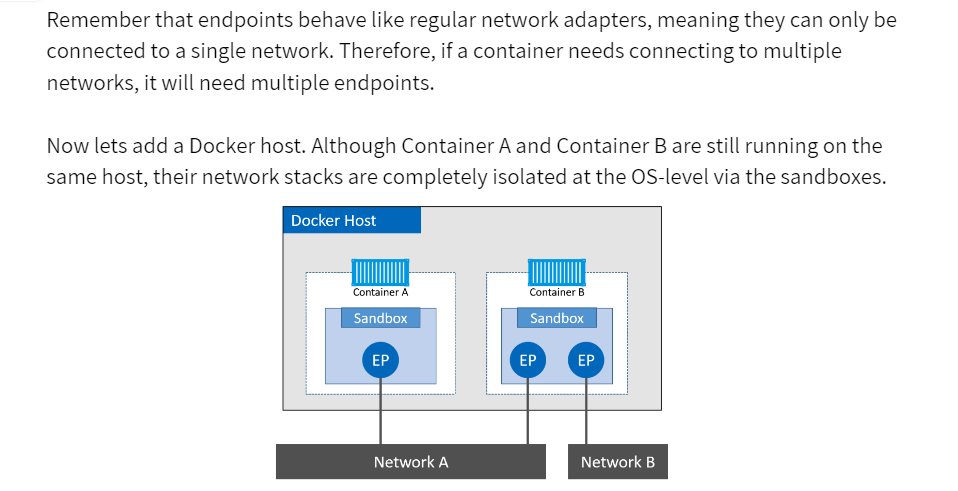 Remember that endpoints behave like regular network adapters, meaning they can only be
connected to a single network. Therefore, if a container needs connecting to multiple
networks, it will need multiple endpoints.
Now lets add a Docker host. Although Container A and Container B are still running on the
same host, their network stacks are completely isolated at the OS-level via the sandboxes.
Docker Host
Container A
Container B
Sandbox
Sandbox
EP
EP
EP
Network A
Network B